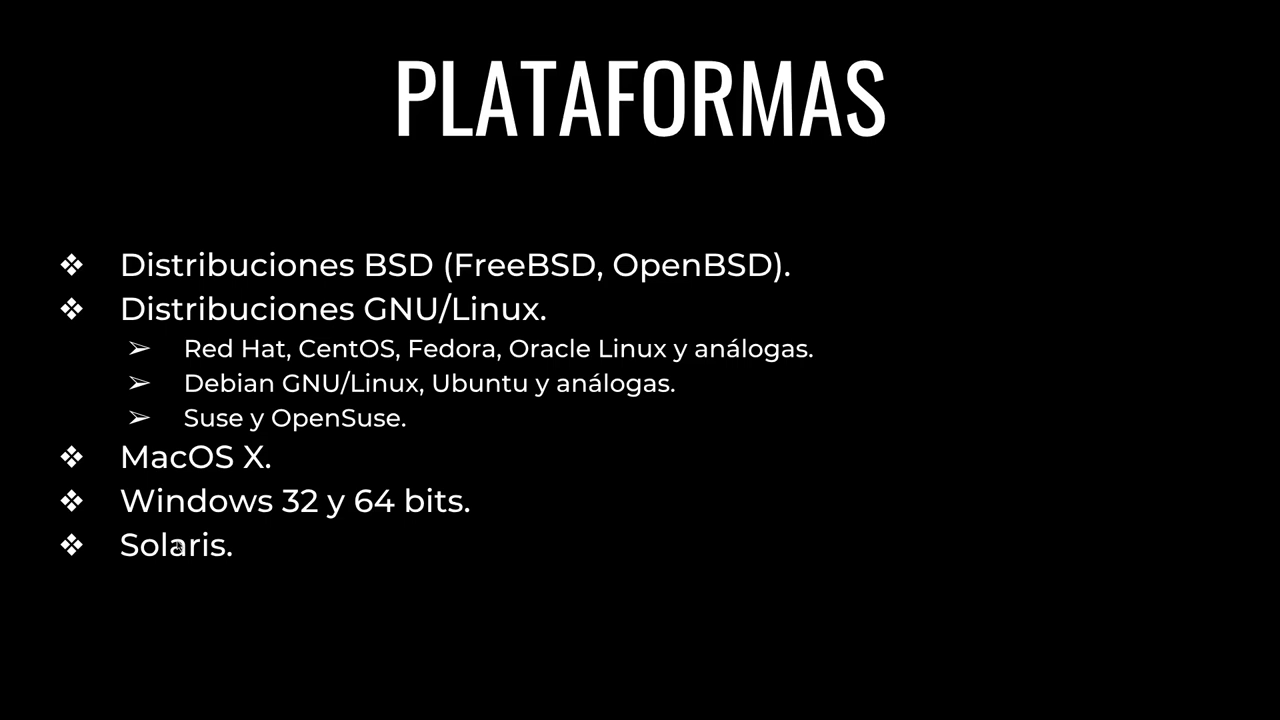 PLATAFORMAS
❖ Distribuciones BSD (FreeBSD, OpenBSD).
❖ Distribuciones GNU/Linux.
➢ Red Hat, CentOS, Fedora, Oracle Linux y análogas.
➢ Debian GNU/Linux, Ubuntu y análogas.
➢ Suse y OpenSuse.
❖ MacOS X.
❖ Windows 32 y 64 bits.
❖ Solaris.